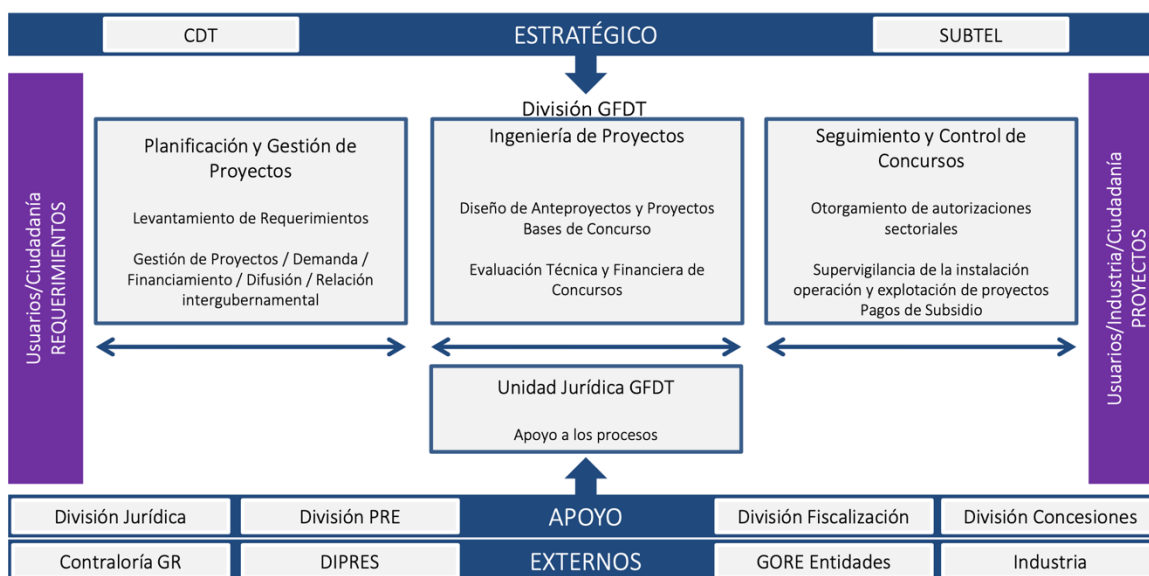 CDT
ESTRATÉGICO
SUBTEL
Usuarios/Ciudadanía
REQUERIMIENTOS
División GFDT
Planificación y Gestión de
Proyectos
Levantamiento de Requerimientos
Gestión de Proyectos / Demanda /
Financiamiento / Difusión / Relación
intergubernamental
Ingeniería de Proyectos
Diseño de Anteproyectos y Proyectos
Bases de Concurso
Evaluación Técnica y Financiera de
Concursos
Seguimiento y Control de
Concursos
Otorgamiento de autorizaciones
sectoriales
Supervigilancia de la instalación
operación y explotación de proyectos
Pagos de Subsidio
Usuarios/Industria/Ciudadanía
PROYECTOS
Unidad Jurídica GFDT
Apoyo a los procesos
División Jurídica
División PRE
APOYO
División Fiscalización
División Concesiones
Contraloría GR
DIPRES
EXTERNOS
GORE Entidades
Industria